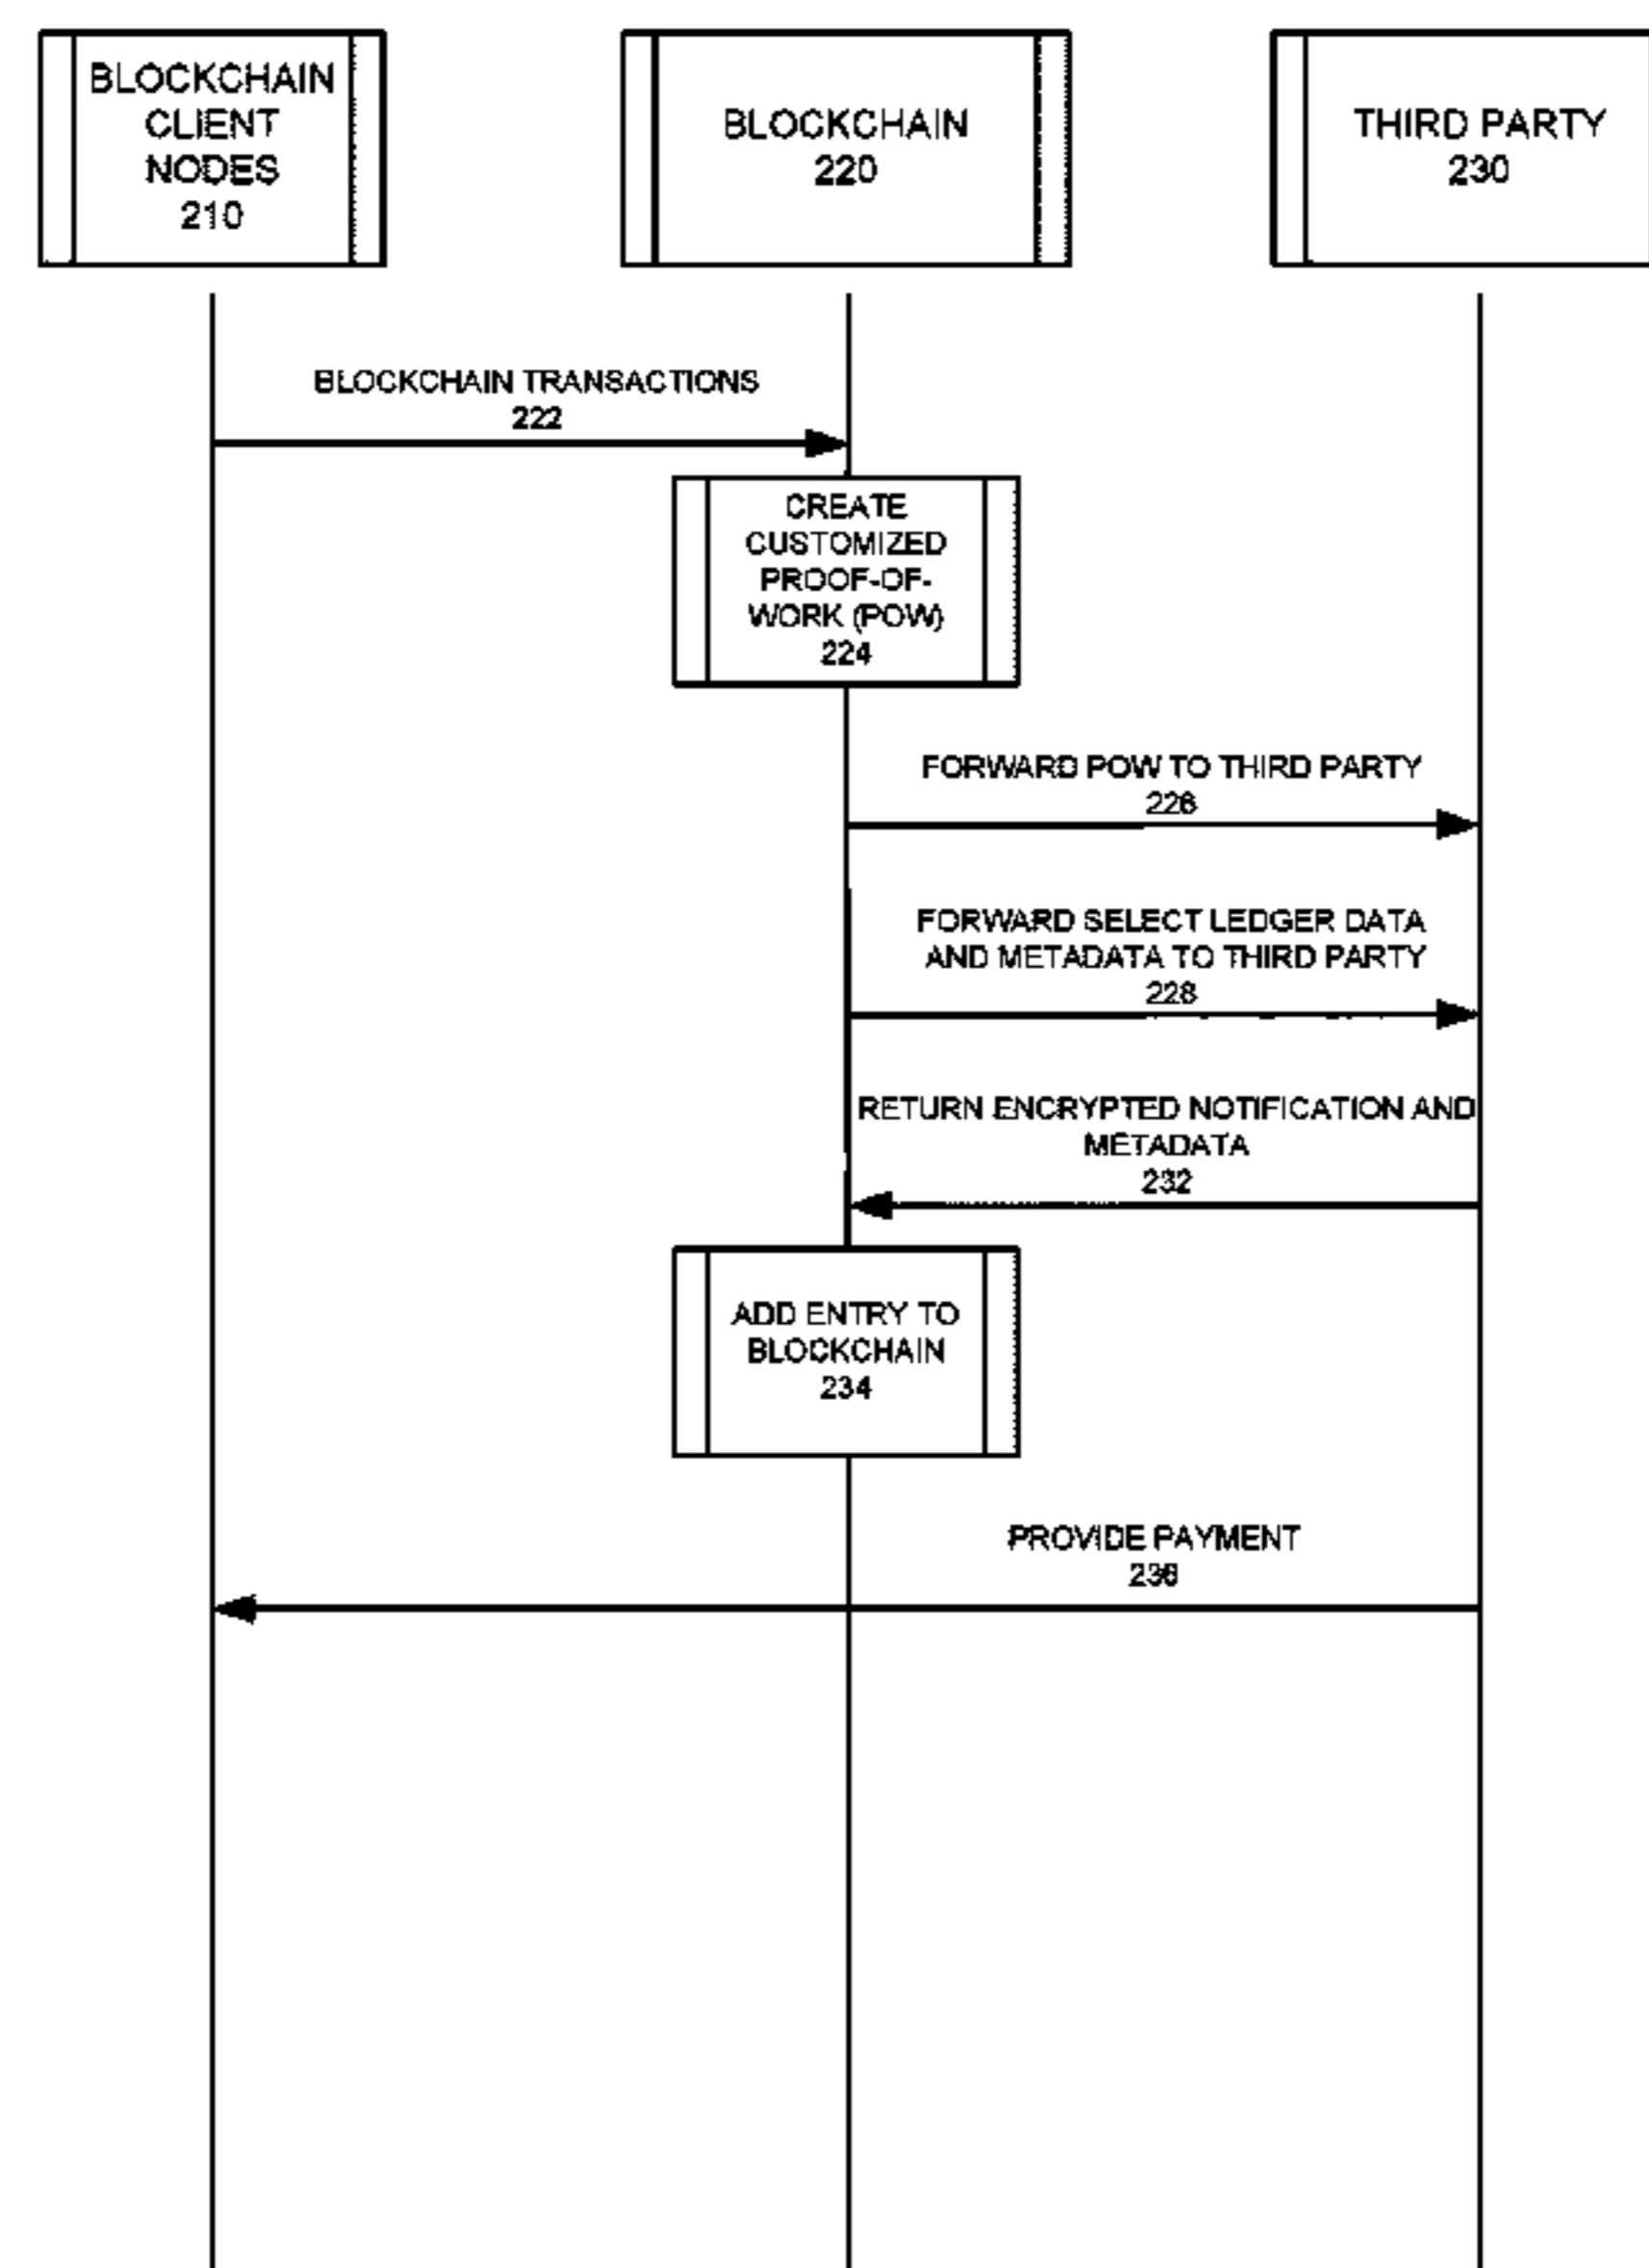 BLOCKCHAIN
CLIENT
NODES
210
BLOCKCHAIN
220
THIRD PARTY
230
BLOCKCHAIN TRANSACTIONS
222
CREATE
CUSTOMIZED
PROOF-OF-
WORK (POW)
224
FORWARD POW TO THIRD PARTY
226
FORWARD SELECT LEDGER DATA
AND METADATA TO THIRD PARTY
228
RETURN ENCRYPTED NOTIFICATION AND
METADATA
232
ADD ENTRY TO
BLOCKCHAIN
234
PROVIDE PAYMENT
236